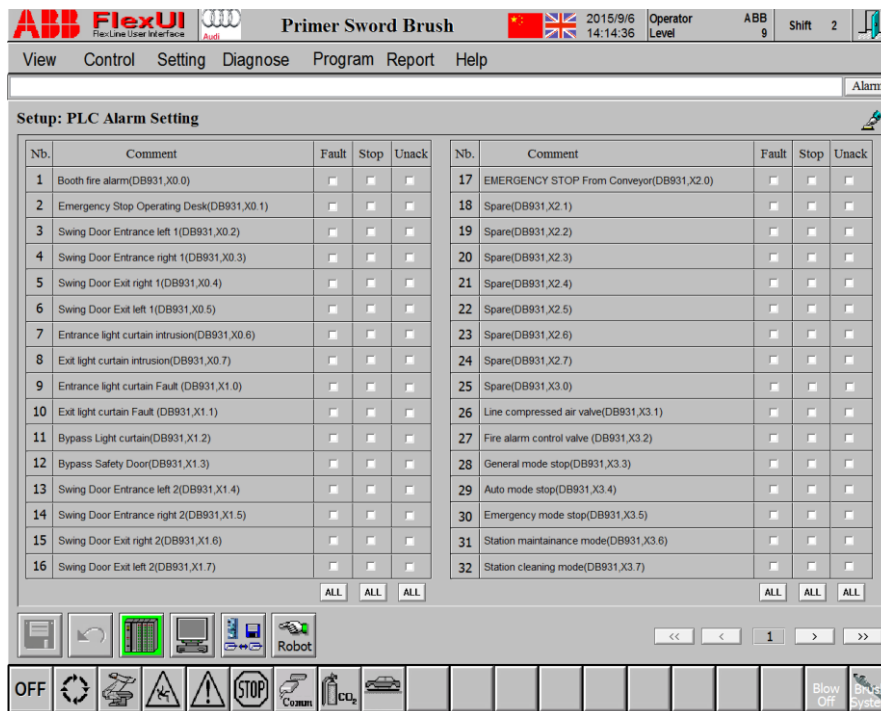 ABB FlexUI
FlexLine User Interface
Audi
Primer Sword Brush
2015/9/6
14:14:36
Operator ABB
Level 9
Shift 2
View Control Setting Diagnose Program Report Help
Alarm
Setup: PLC Alarm Setting
Nb. Comment Fault Stop Unack
1 Booth fire alarm(DB931,X0.0)
2 Emergency Stop Operating Desk(DB931,X0.1)
3 Swing Door Entrance left 1(DB931,X0.2)
4 Swing Door Entrance right 1(DB931,X0.3)
5 Swing Door Exit right 1(DB931,X0.4)
6 Swing Door Exit left 1(DB931,X0.5)
7 Entrance light curtain intrusion(DB931,X0.6)
8 Exit light curtain intrusion(DB931,X0.7)
9 Entrance light curtain Fault (DB931,X1.0)
10 Exit light curtain Fault (DB931,X1.1)
11 Bypass Light curtain(DB931,X1.2)
12 Bypass Safety Door(DB931,X1.3)
13 Swing Door Entrance left 2(DB931,X1.4)
14 Swing Door Entrance right 2(DB931,X1.5)
15 Swing Door Exit right 2(DB931,X1.6)
16 Swing Door Exit left 2(DB931,X1.7)
ALL ALL ALL
Nb. Comment Fault Stop Unack
17 EMERGENCY STOP From Conveyor(DB931,X2.0)
18 Spare(DB931,X2.1)
19 Spare(DB931,X2.2)
20 Spare(DB931,X2.3)
21 Spare(DB931,X2.4)
22 Spare(DB931,X2.5)
23 Spare(DB931,X2.6)
24 Spare(DB931,X2.7)
25 Spare(DB931,X3.0)
26 Line compressed air valve(DB931,X3.1)
27 Fire alarm control valve (DB931,X3.2)
28 General mode stop(DB931,X3.3)
29 Auto mode stop(DB931,X3.4)
30 Emergency mode stop(DB931,X3.5)
31 Station maintainance mode(DB931,X3.6)
32 Station cleaning mode(DB931,X3.7)
ALL ALL ALL
Robot
<< < 1 > >>
OFF
STOP
Comm
CO2
Blow
Off
Brush
System